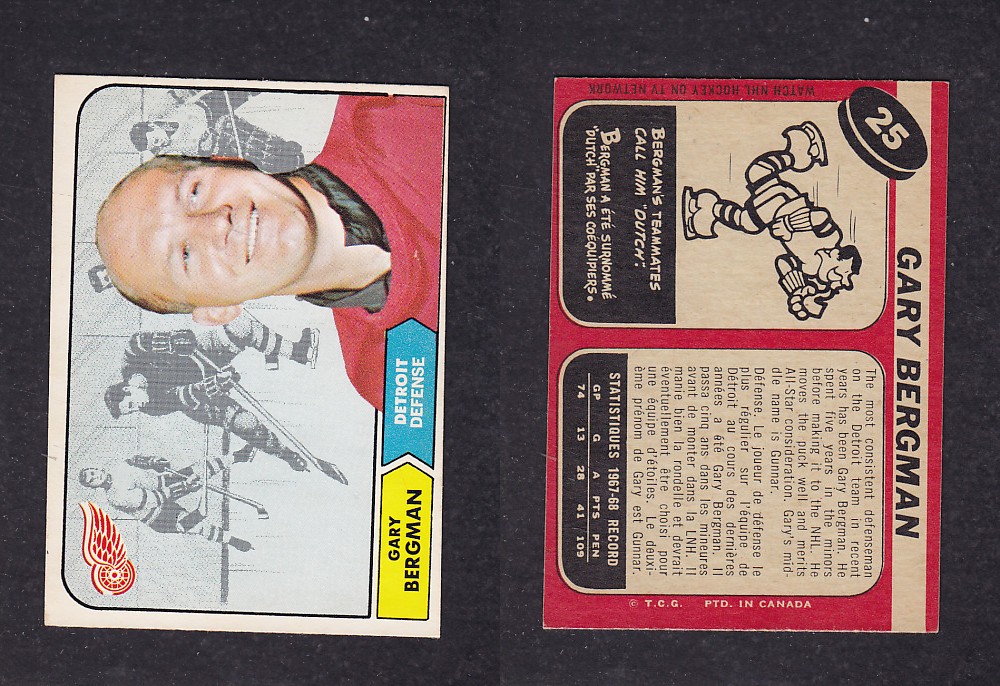 DETROIT
DEFENSE
GARY
BERGMAN
WATCH NHL HOCKEY ON TV NETWORK
25
GARY BERGMAN
BERGMAN'S TEAMMATES
CALL HIM "DUTCH".
BERGMAN A ÉTÉ SURNOMMÉ
"DUTCH" PAR SES COÉQUIPIERS.
The most consistent defenseman
on the Detroit team in recent
years has been Gary Bergman. He
spent five years in the minors
before making it to the NHL. He
moves the puck well and merits
All-Star consideration. Gary's mid-
dle name is Gunnar.
Défense. Le joueur de défense le
plus régulier sur l'équipe de
Détroit au cours des dernières
années a été Gary Bergman. Il
passa cinq ans dans les mineures
avant de monter dans la LNH. Il
manie bien la rondelle et devrait
éventuellement être choisi pour
une équipe d'étoiles. Le deuxi-
ème prénom de Gary est Gunnar.
STATISTIQUES 1967-68 RECORD
GP G A PTS PEN
74 13 28 41 109
© T.C.G. PTD. IN CANADA